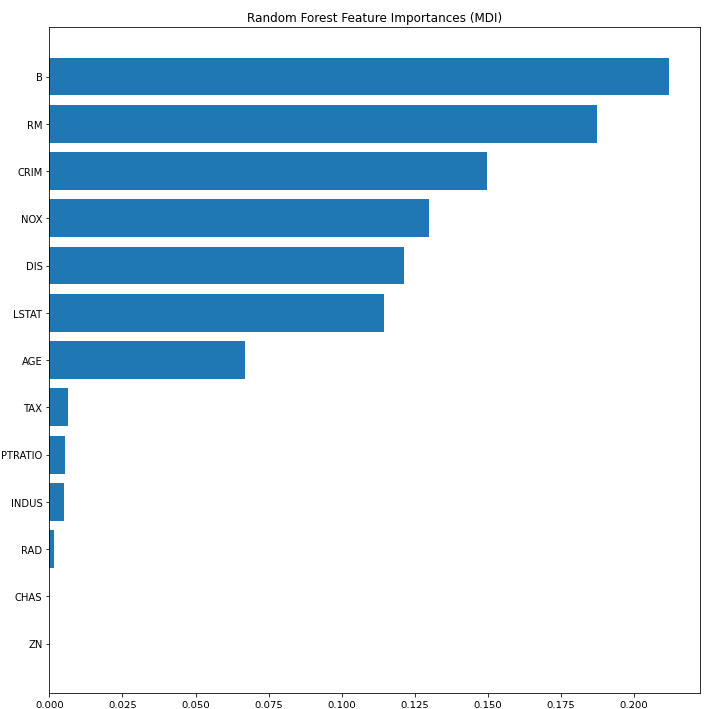 Random Forest Feature Importances (MDI)
B
RM
CRIM
NOX
DIS
LSTAT
AGE
TAX
PTRATIO
INDUS
RAD
CHAS
ZN
0.000 0.025 0.050 0.075 0.100 0.125 0.150 0.175 0.200